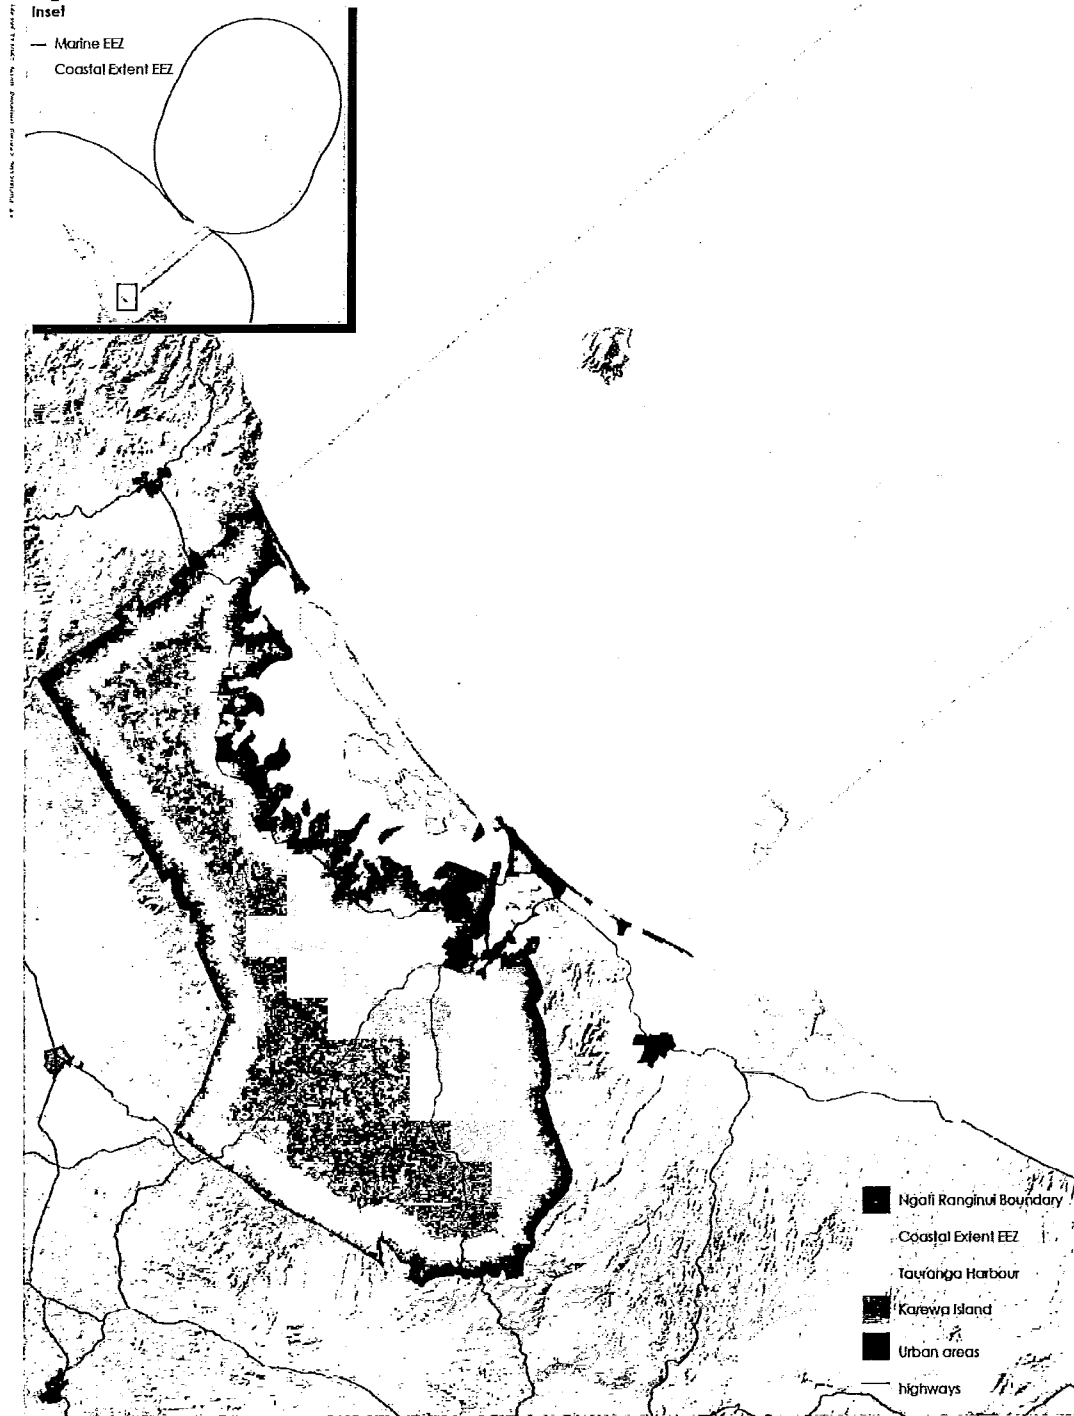 Inset
Marine EEZ
Coastal Extent EEZ
Ngati Ranginui Boundary
Coastal Extent EEZ
Tauranga Harbour
Karewa Island
Urban areas
highways